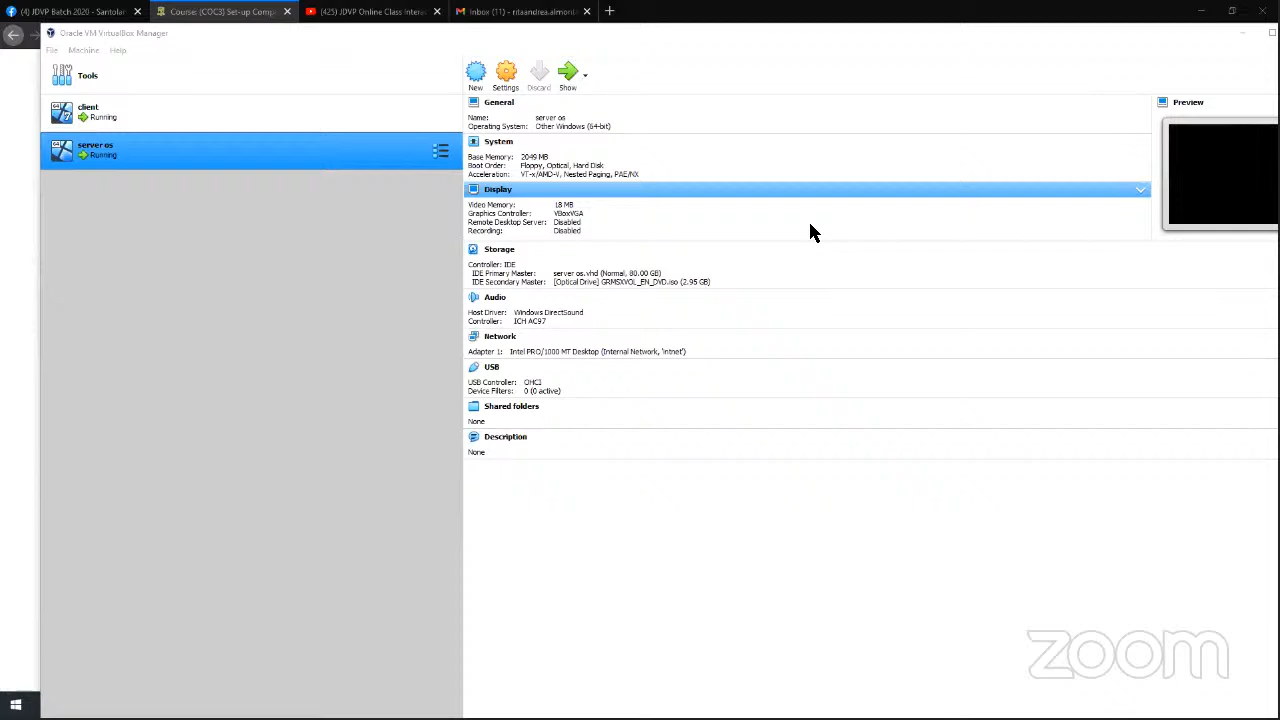 (4) JDVP Batch 2020 - Santolan
Course: (COC3) Set-up Comp
(425) JDVP Online Class Intera
Inbox (11) - ritaandrea.almon
Oracle VM VirtualBox Manager
File Machine Help
Tools
New Settings Discard Show
client
Running
server os
Running
General
Name: server os
Operating System: Other Windows (64-bit)
Preview
System
Base Memory: 2049 MB
Boot Order: Floppy, Optical, Hard Disk
Acceleration: VT-x/AMD-V, Nested Paging, PAE/NX
Display
Video Memory: 18 MB
Graphics Controller: VBoxVGA
Remote Desktop Server: Disabled
Recording: Disabled
Storage
Controller: IDE
IDE Primary Master: server os.vhd (Normal, 80.00 GB)
IDE Secondary Master: [Optical Drive] GRMSXVOL_EN_DVD.iso (2.95 GB)
Audio
Host Driver: Windows DirectSound
Controller: ICH AC97
Network
Adapter 1: Intel PRO/1000 MT Desktop (Internal Network, 'intnet')
USB
USB Controller: OHCI
Device Filters: 0 (0 active)
Shared folders
None
Description
None
zoom